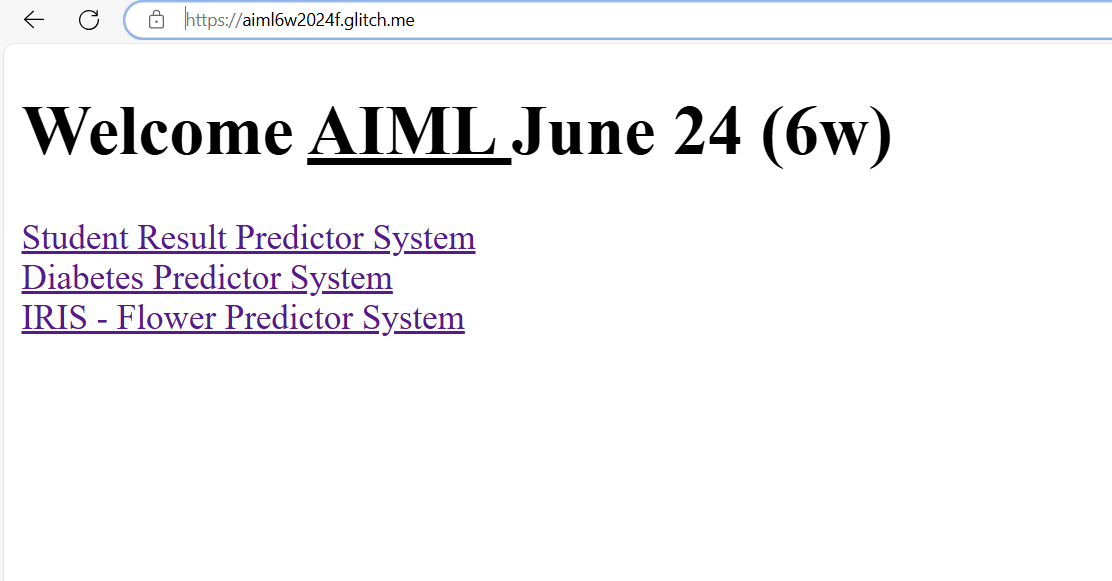 https://aiml6w2024f.glitch.me
Welcome AIML June 24 (6w)
Student Result Predictor System
Diabetes Predictor System
IRIS - Flower Predictor System